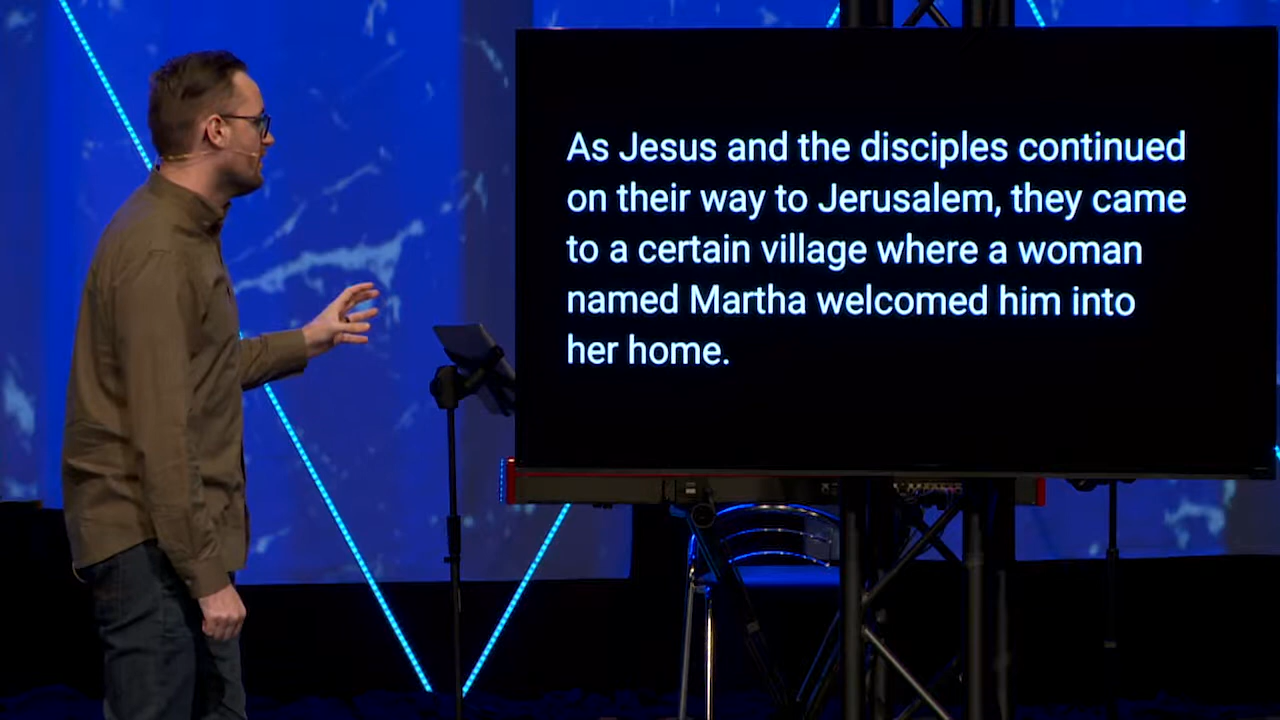 As Jesus and the disciples continued
on their way to Jerusalem, they came
to a certain village where a woman
named Martha welcomed him into
her home.